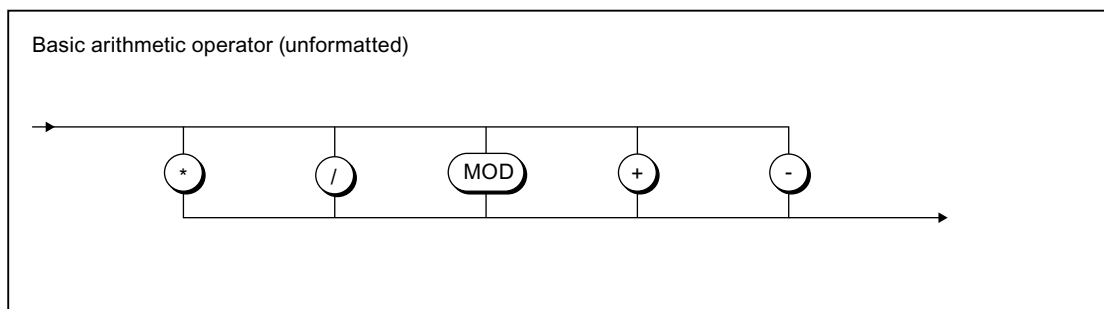 Basic arithmetic operator (unformatted)
* / MOD + -